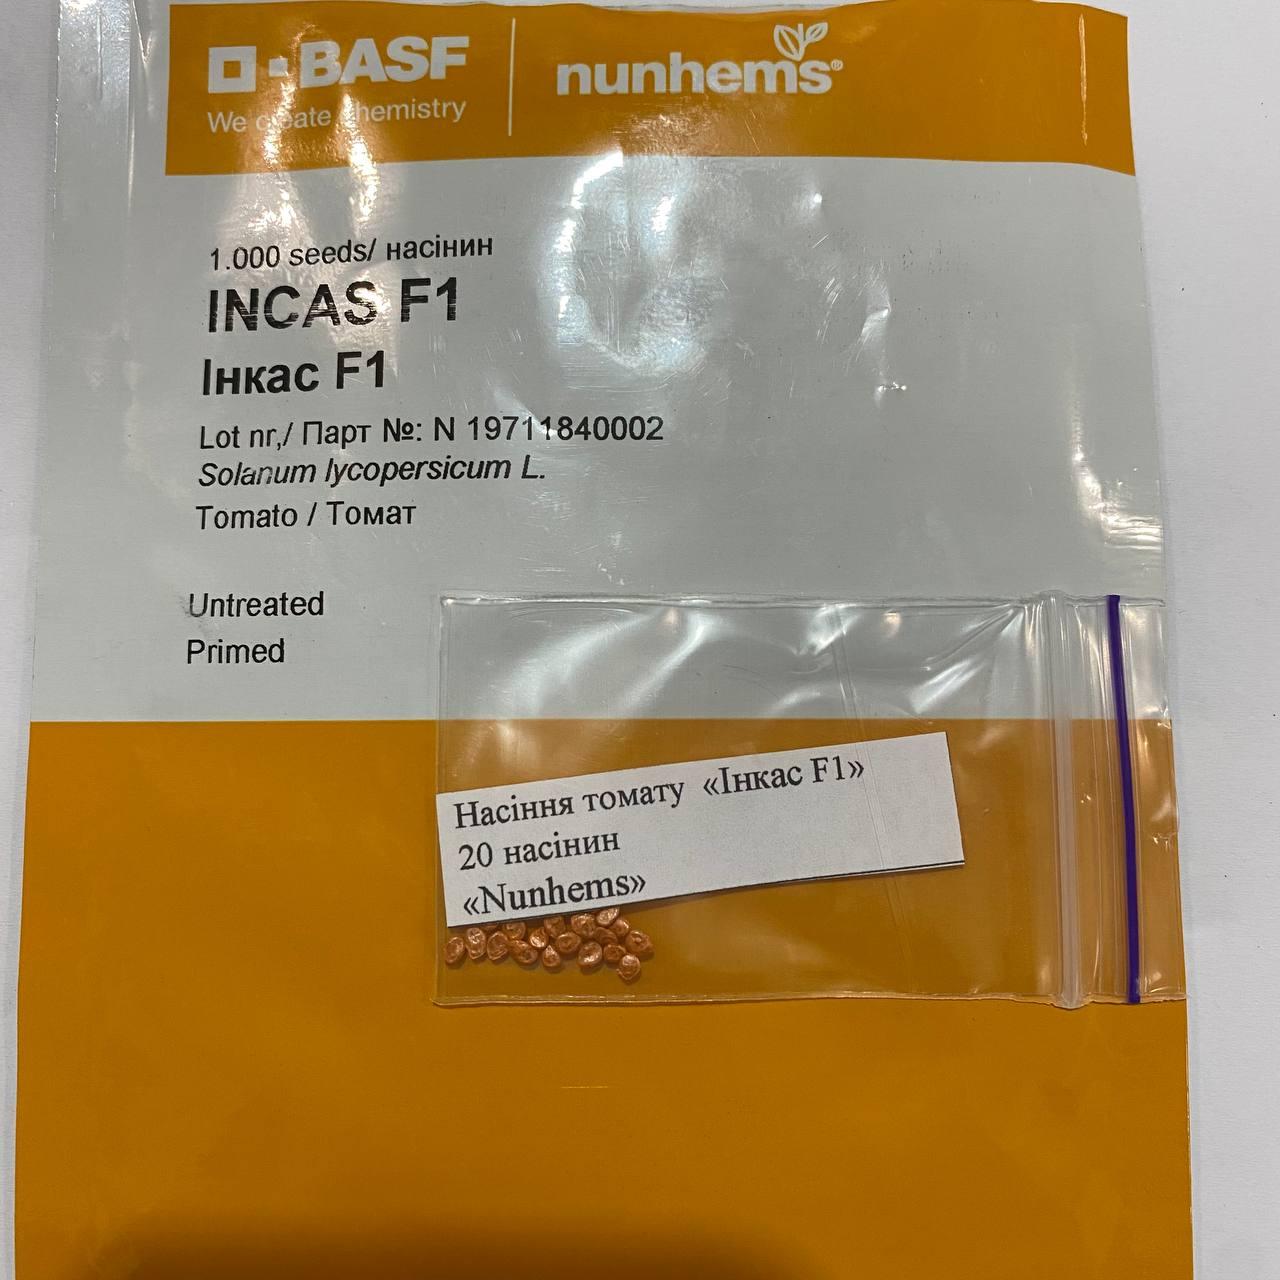 BASF
We create chemistry
nunhems®
1.000 seeds/ насінин
INCAS F1
Інкас F1
Lot nr,/ Парт №: N 19711840002
Solanum lycopersicum L.
Tomato / Томат
Untreated
Primed
Насіння томату «Інкас F1»
20 насінин
«Nunhems»